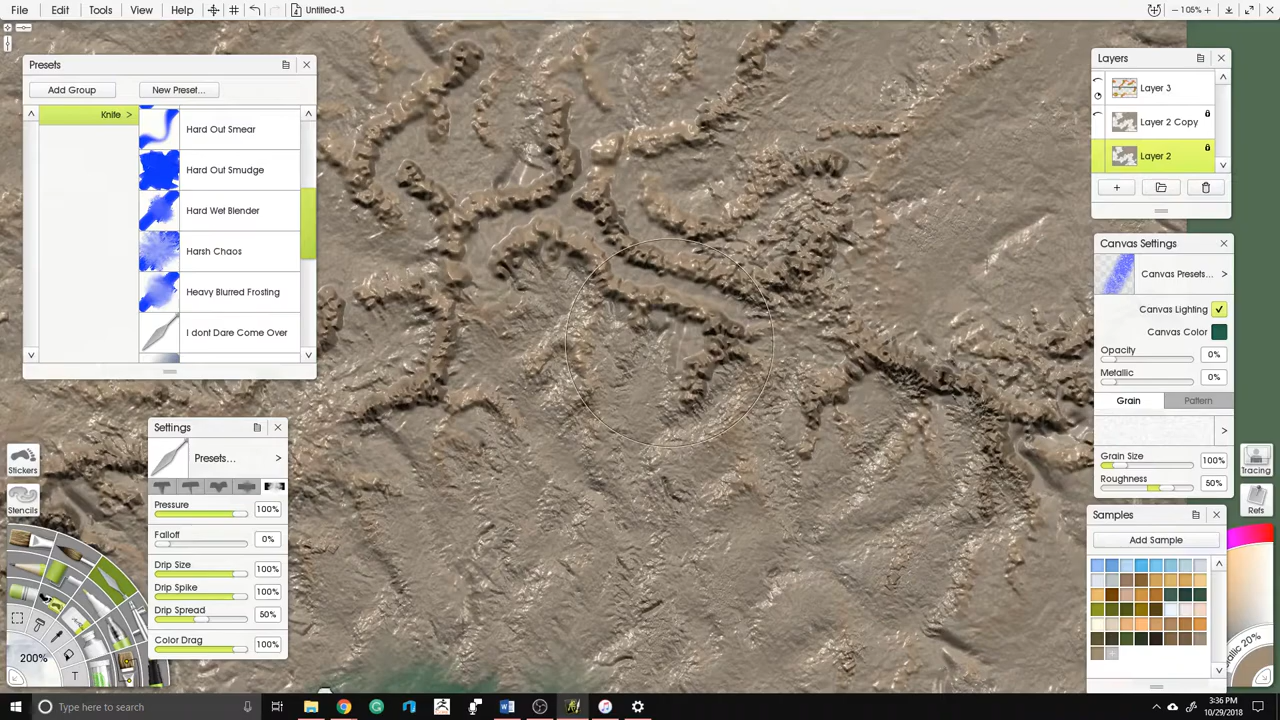 File Edit Tools View Help Untitled-3 105%
Presets
Add Group New Preset...
Knife >
Hard Out Smear
Hard Out Smudge
Hard Wet Blender
Harsh Chaos
Heavy Blurred Frosting
I dont Dare Come Over
Settings
Presets... >
Pressure 100%
Falloff 0%
Drip Size 100%
Drip Spike 100%
Drip Spread 50%
Color Drag 100%
Stickers
Stencils
200%
T
Layers
Layer 3
Layer 2 Copy
Layer 2
Canvas Settings
Canvas Presets... >
Canvas Lighting
Canvas Color
Opacity 0%
Metallic 0%
Grain Pattern
Grain Size 100%
Roughness 50%
Tracing
Refs
Samples
Add Sample
Metallic 20%
Type here to search
3:36 PM
10/29/2018